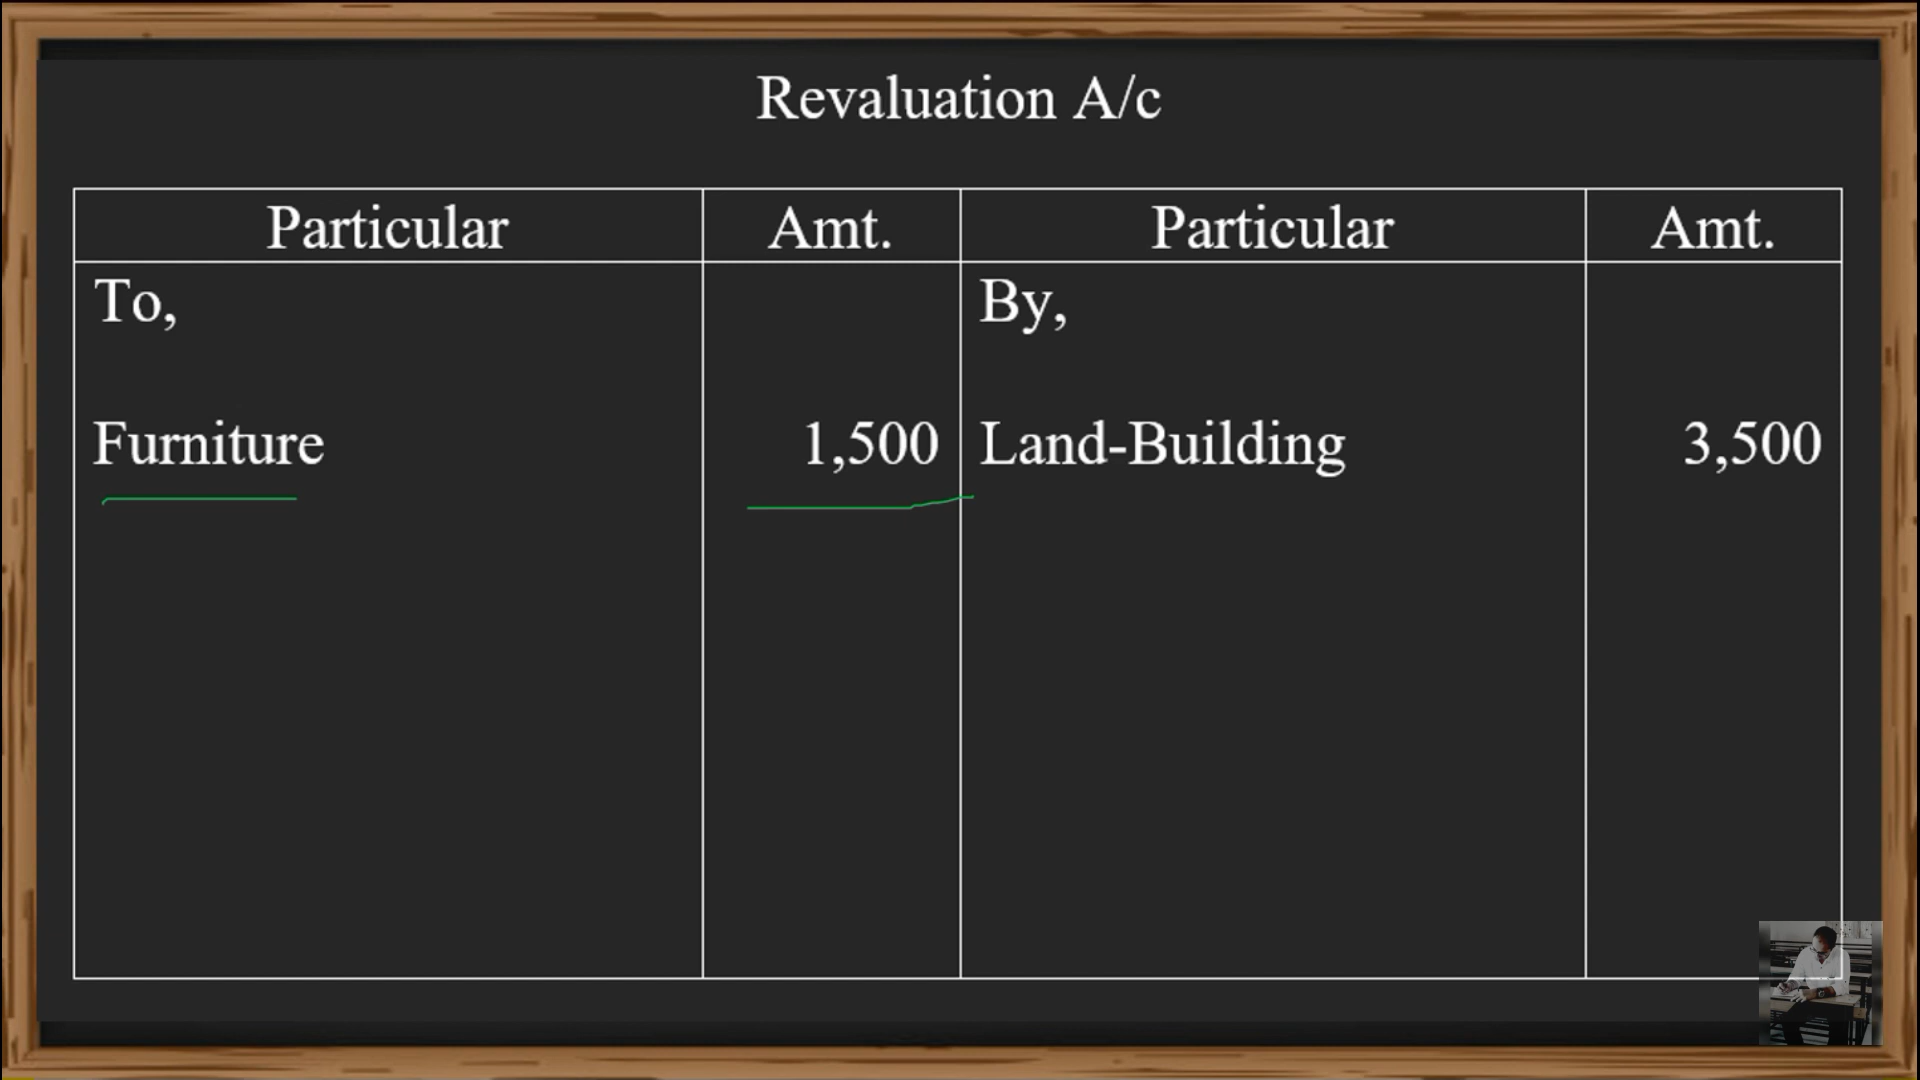 Revaluation A/c
Particular Amt. Particular Amt.
To, By,
Furniture 1,500 Land-Building 3,500